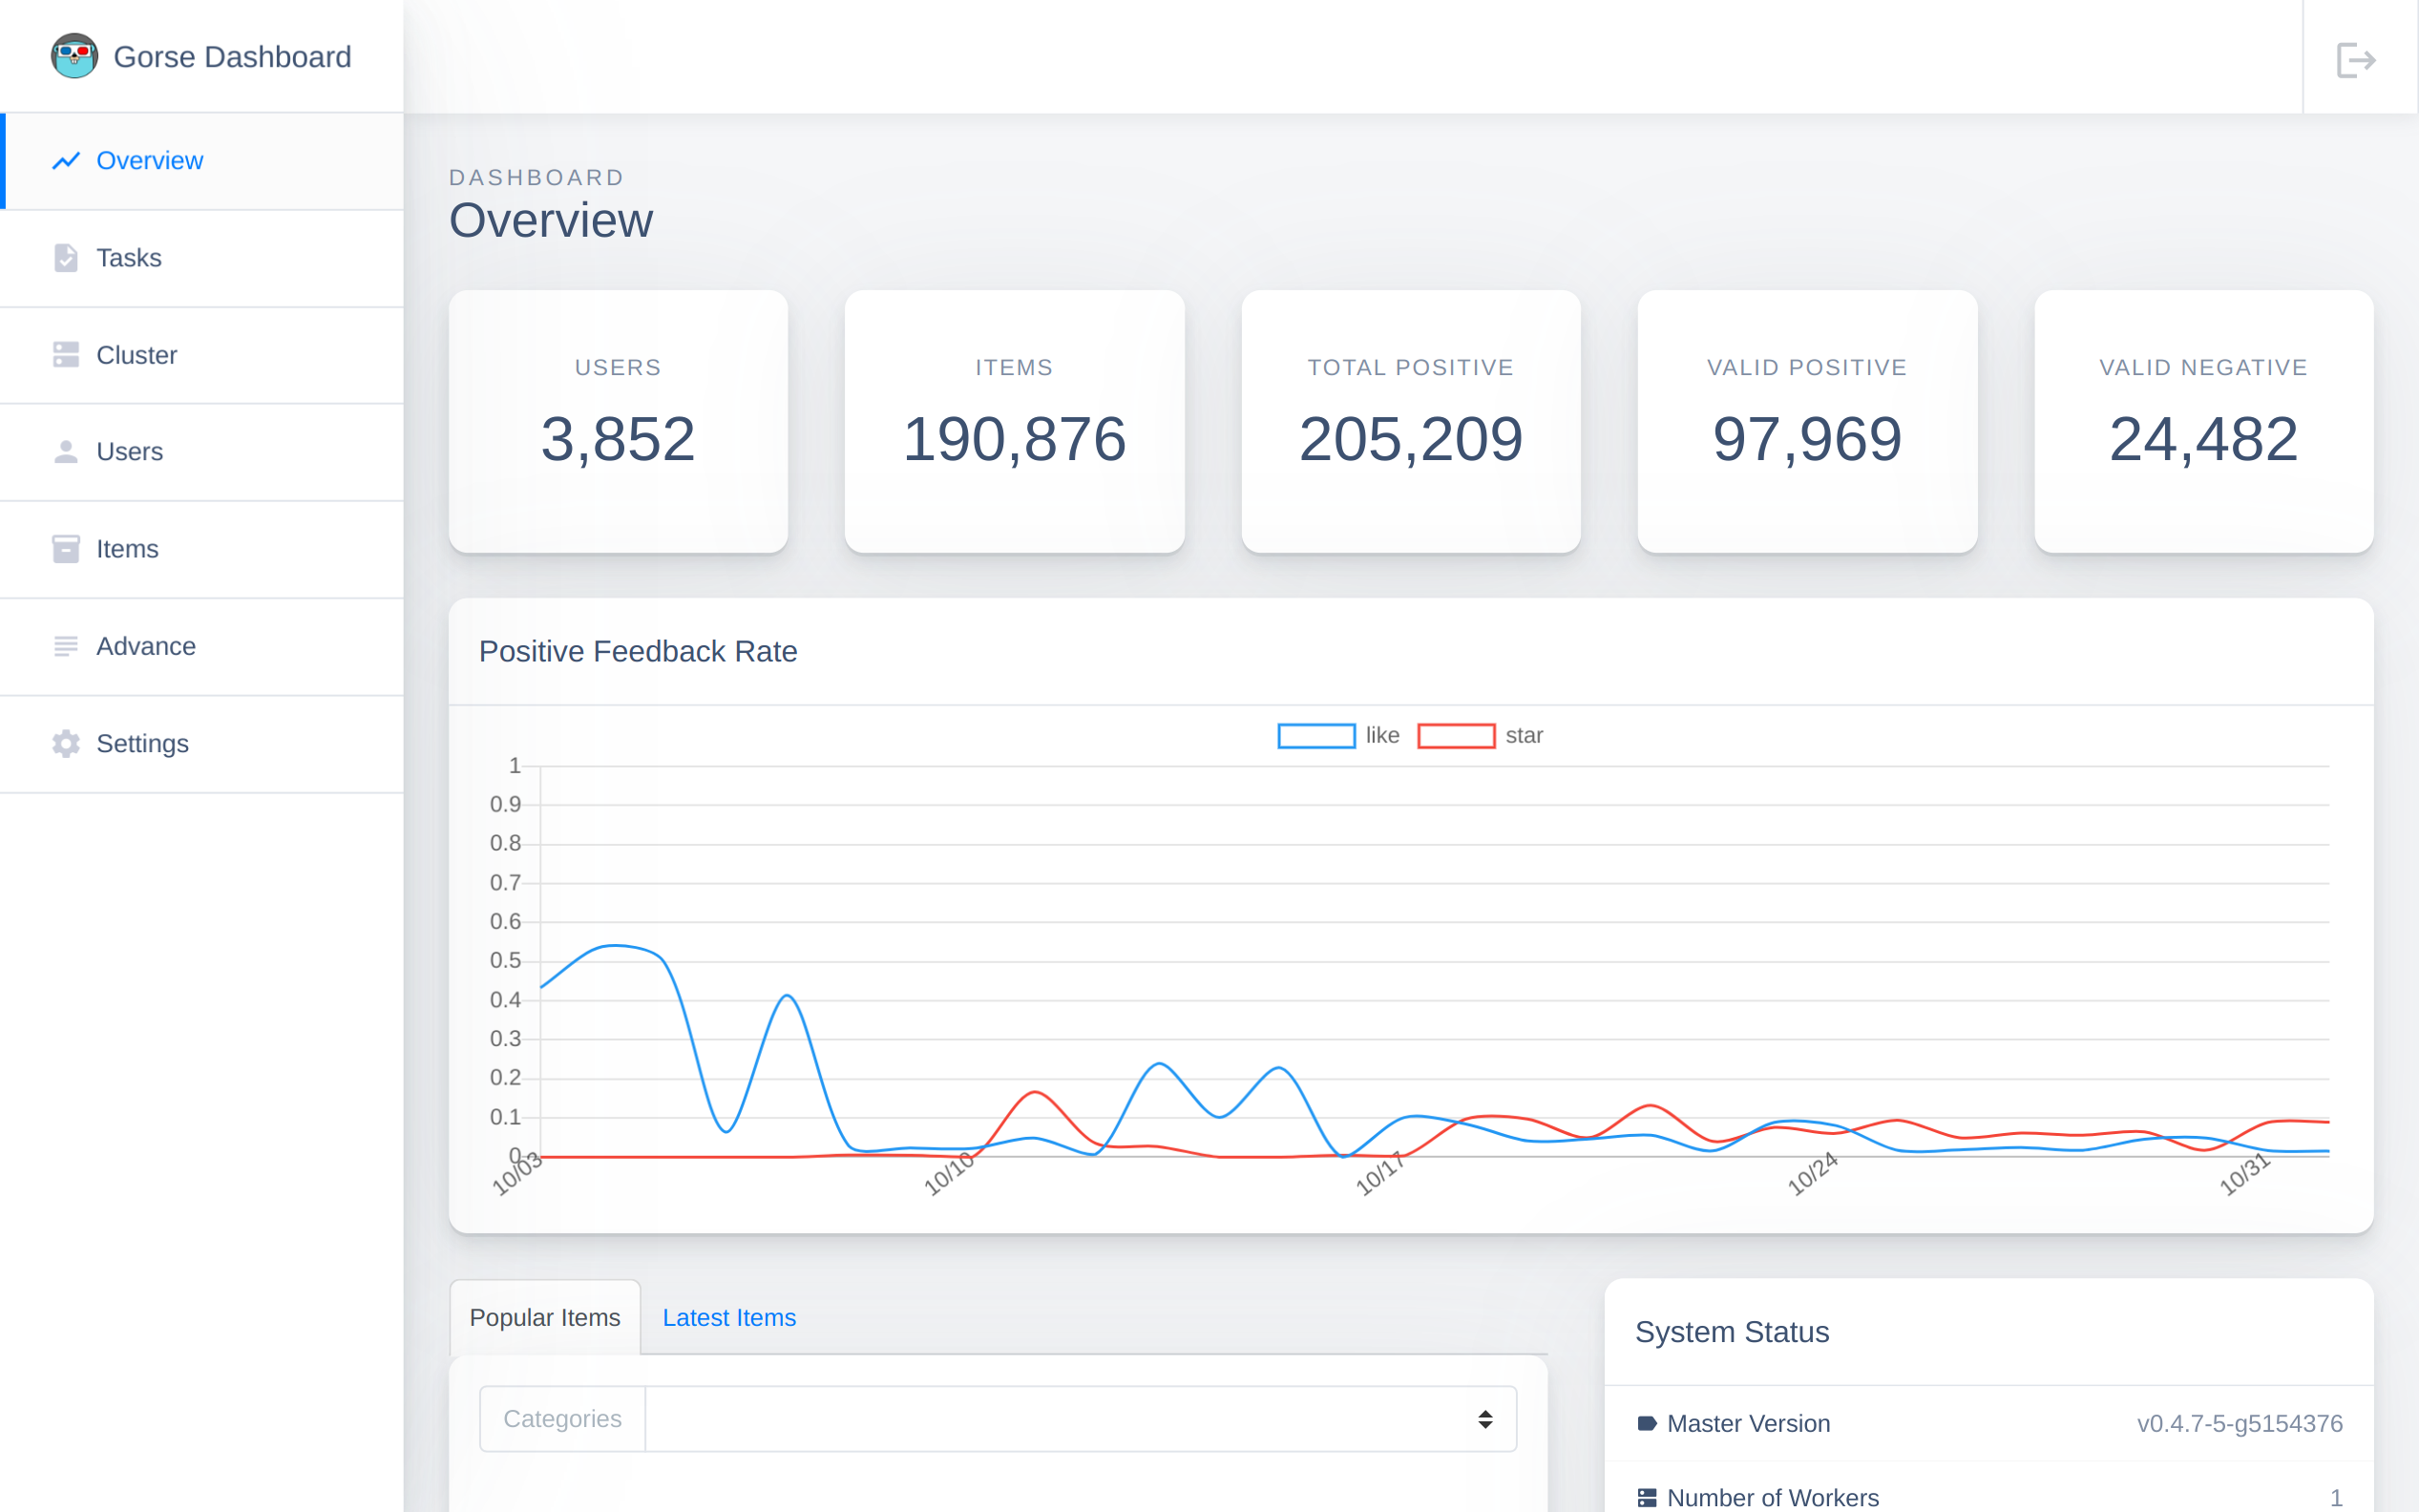 Gorse Dashboard
Overview
Tasks
Cluster
Users
Items
Advance
Settings
DASHBOARD
Overview
USERS
3,852
ITEMS
190,876
TOTAL POSITIVE
205,209
VALID POSITIVE
97,969
VALID NEGATIVE
24,482
Positive Feedback Rate
like star
1
0.9
0.8
0.7
0.6
0.5
0.4
0.3
0.2
0.1
0
10/03 10/10 10/17 10/24 10/31
Popular Items Latest Items
Categories
System Status
Master Version v0.4.7-5-g5154376
Number of Workers 1